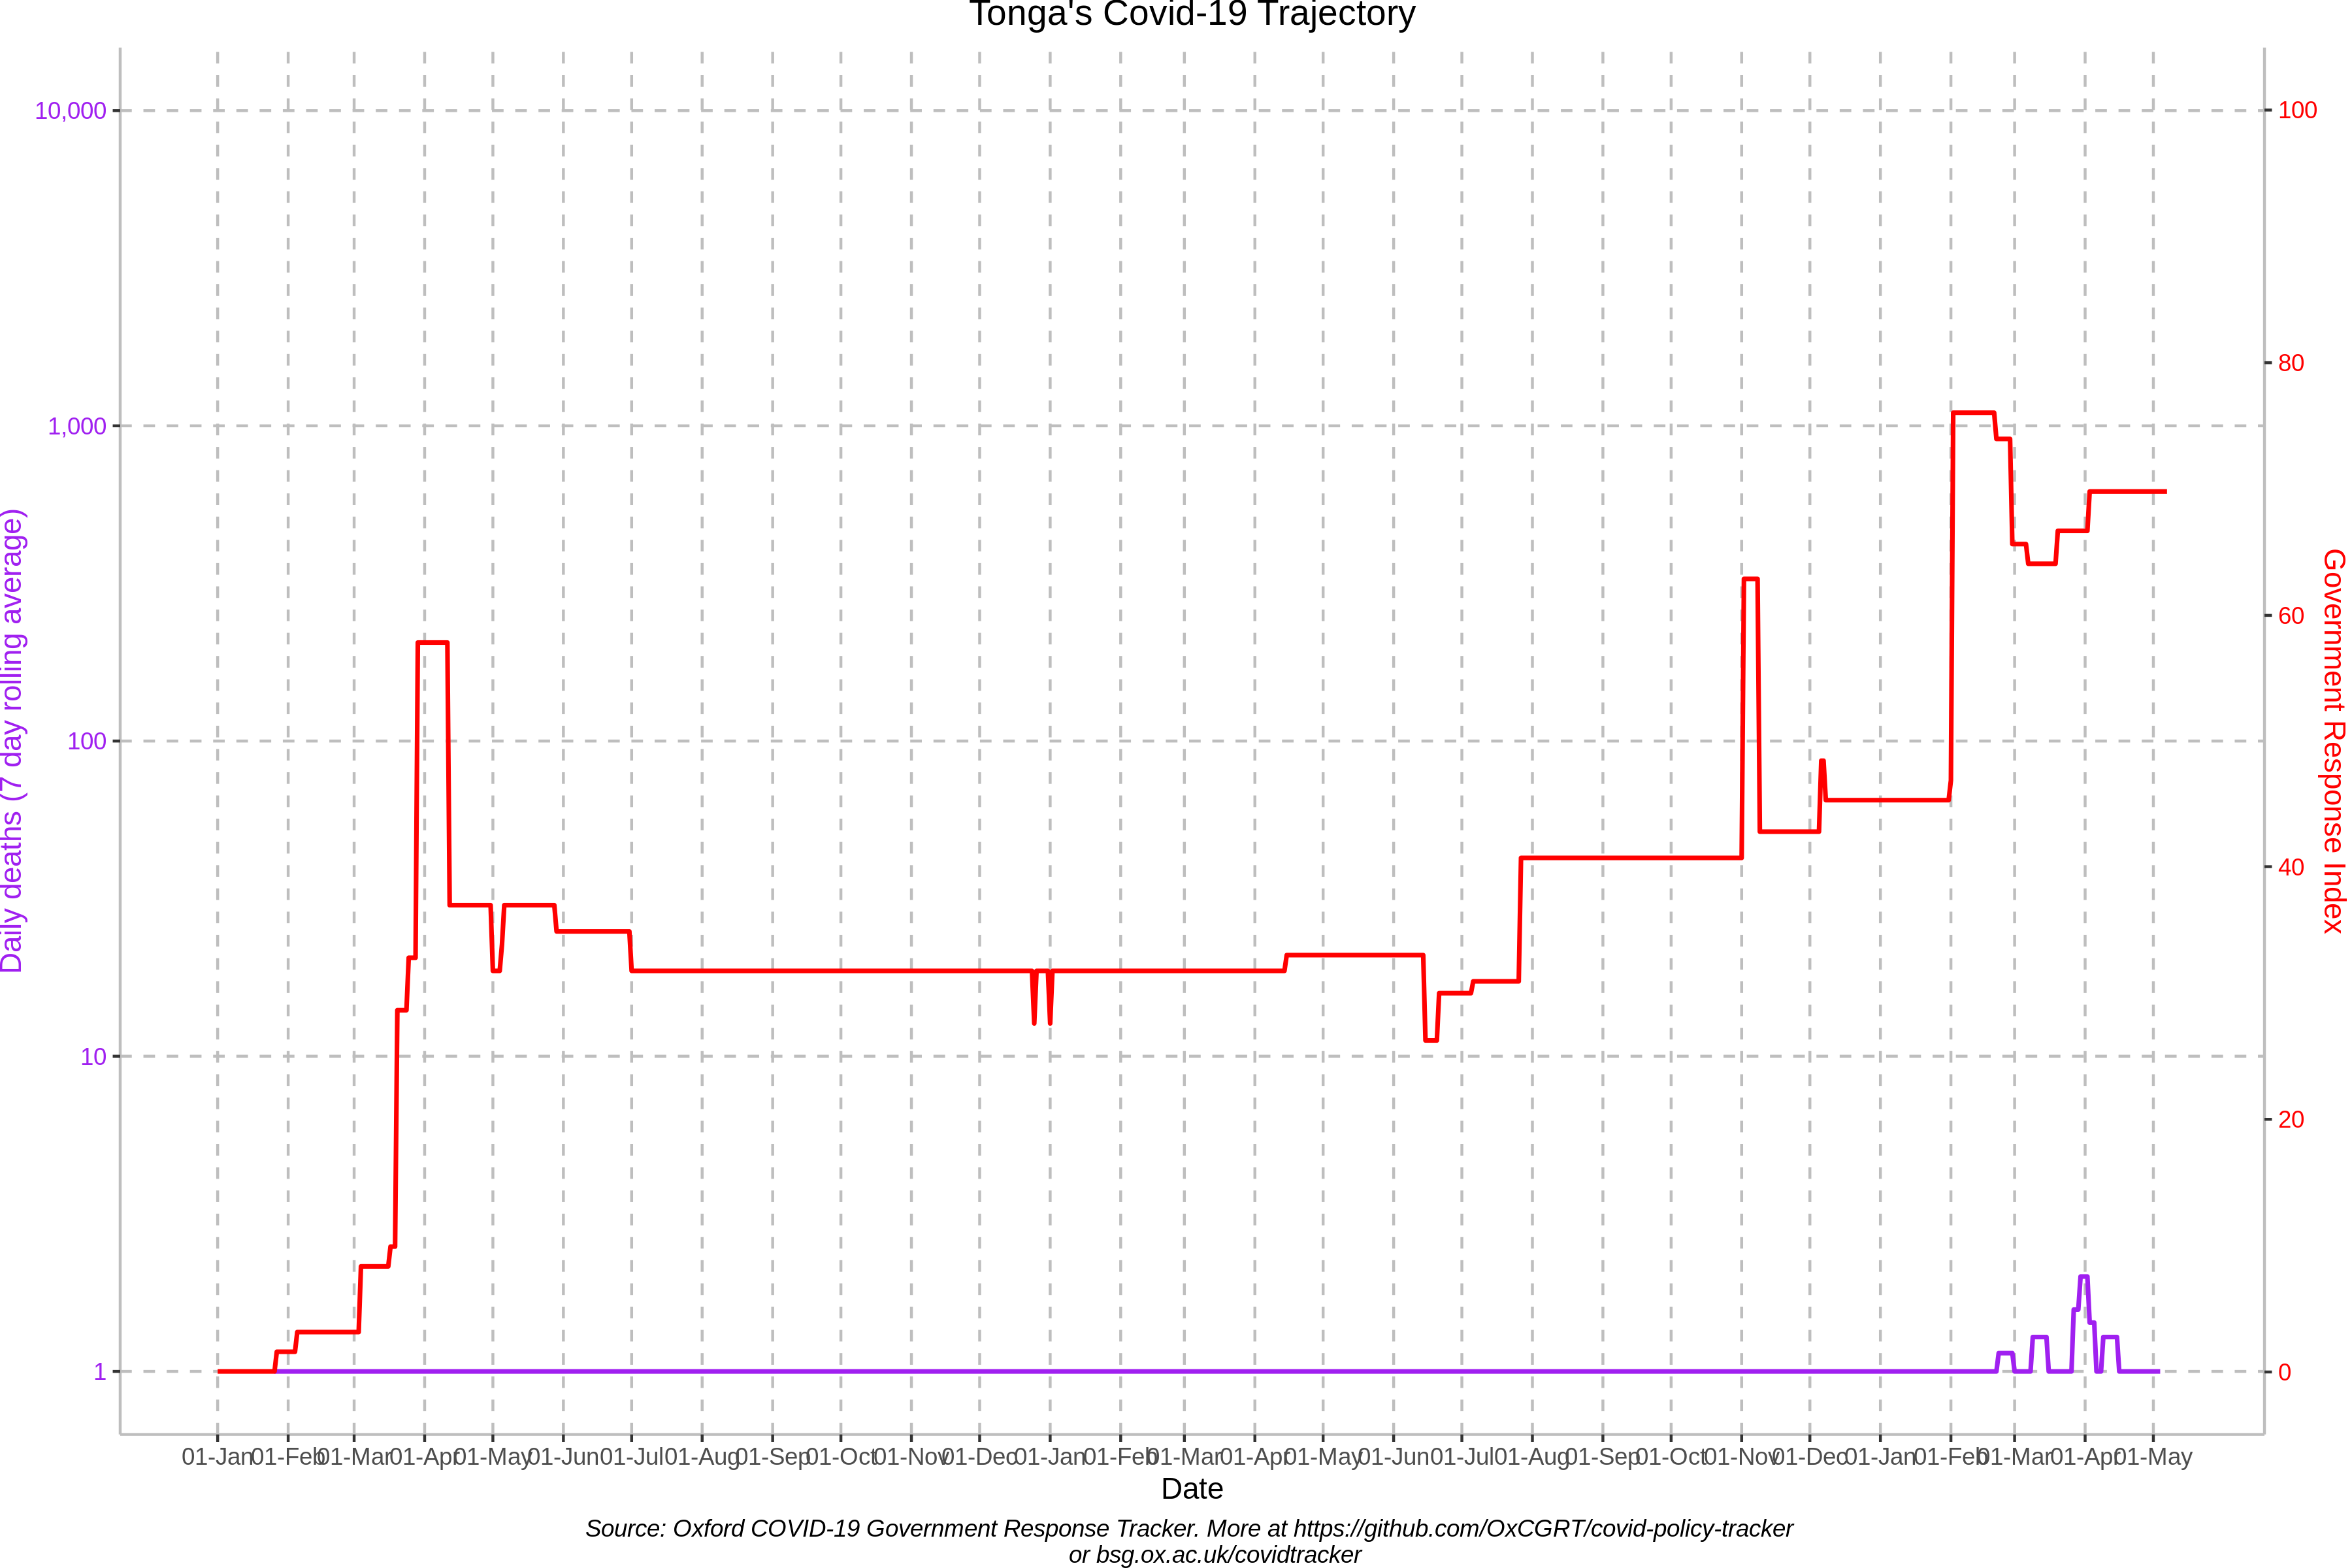 Tonga's Covid-19 Trajectory
10,000
1,000
100
10
1
Daily deaths (7 day rolling average)
100
80
60
40
20
0
Government Response Index
01-Jan 01-Feb 01-Mar 01-Apr 01-May 01-Jun 01-Jul 01-Aug 01-Sep 01-Oct 01-Nov 01-Dec 01-Jan 01-Feb 01-Mar 01-Apr 01-May 01-Jun 01-Jul 01-Aug 01-Sep 01-Oct 01-Nov 01-Dec 01-Jan 01-Feb 01-Mar 01-Apr 01-May
Date
Source: Oxford COVID-19 Government Response Tracker. More at https://github.com/OxCGRT/covid-policy-tracker
or bsg.ox.ac.uk/covidtracker